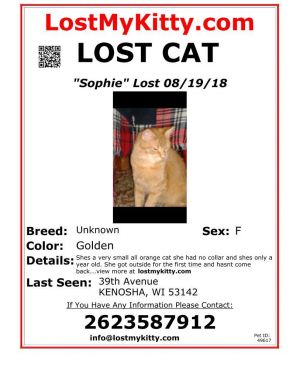 LostMyKitty.com
LOST CAT
"Sophie" Lost 08/19/18
Breed: Unknown Sex: F
Color: Golden
Details: Shes a very small all orange cat she had no collar and shes only a
year old. She got outside for the first time and hasnt come
back...view more at lostmykitty.com
Last Seen: 39th Avenue
KENOSHA, WI 53142
If You Have Any Information Please Contact:
2623587912
info@lostmykitty.com
Pet ID:
49617